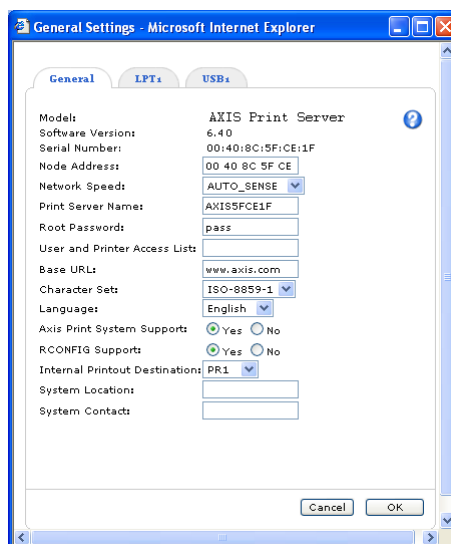 General Settings - Microsoft Internet Explorer
General LPT1 USB1
Model: AXIS Print Server
Software Version: 6.40
Serial Number: 00:40:8C:5F:CE:1F
Node Address: 00 40 8C 5F CE
Network Speed: AUTO_SENSE
Print Server Name: AXIS5FCE1F
Root Password: pass
User and Printer Access List:
Base URL: www.axis.com
Character Set: ISO-8859-1
Language: English
Axis Print System Support: Yes No
RCONFIG Support: Yes No
Internal Printout Destination: PR1
System Location:
System Contact:
Cancel OK